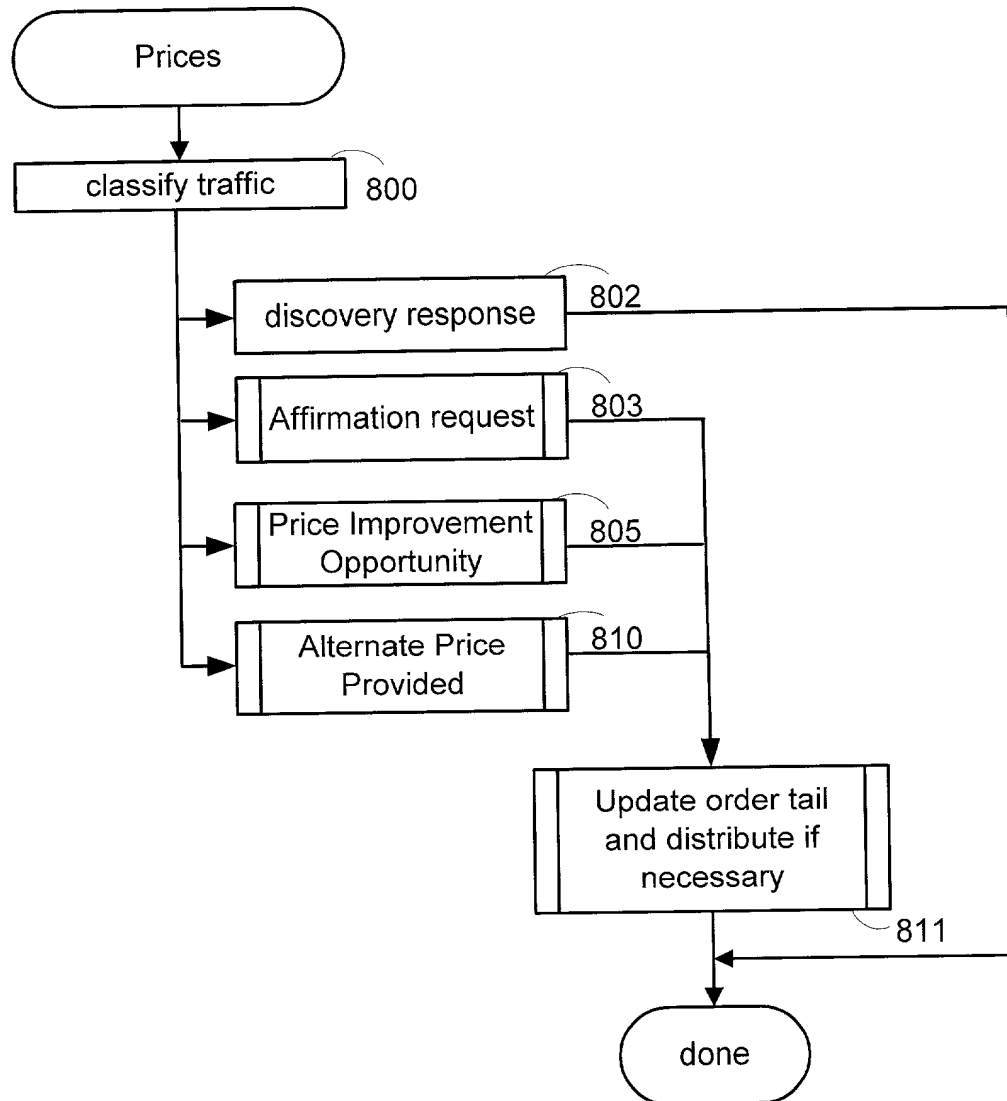 Prices
classify traffic
800
discovery response
802
Affirmation request
803
Price Improvement
Opportunity
805
Alternate Price
Provided
810
Update order tail
and distribute if
necessary
811
done